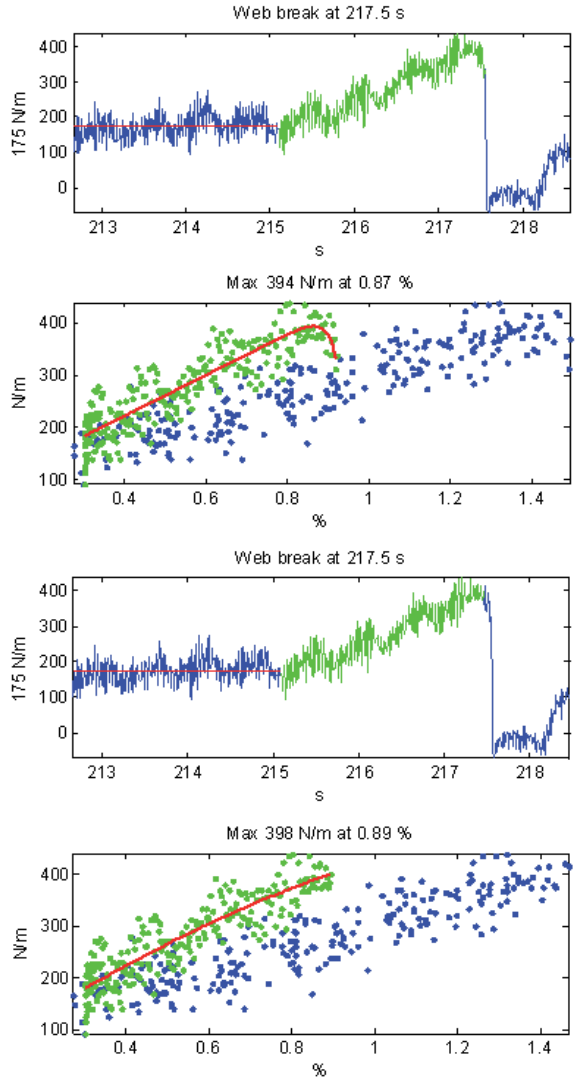 Web break at 217.5 s
400
300
200
100
0
175 N/m
213 214 215 216 217 218
s
Max 394 N/m at 0.87 %
400
300
200
100
N/m
0.4 0.6 0.8 1 1.2 1.4
%
Web break at 217.5 s
400
300
200
100
0
175 N/m
213 214 215 216 217 218
s
Max 398 N/m at 0.89 %
400
300
200
100
N/m
0.4 0.6 0.8 1 1.2 1.4
%